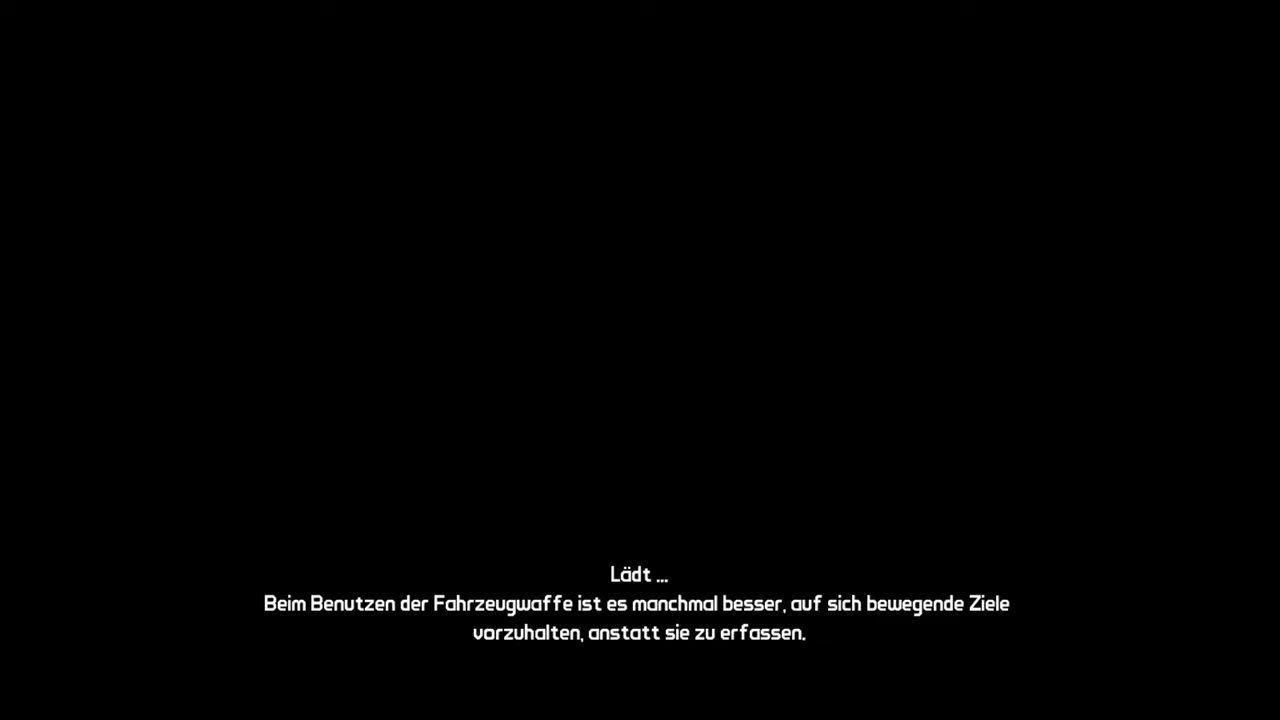 Lädt ...
Beim Benutzen der Fahrzeugwaffe ist es manchmal besser, auf sich bewegende Ziele
vorzuhalten, anstatt sie zu erfassen.